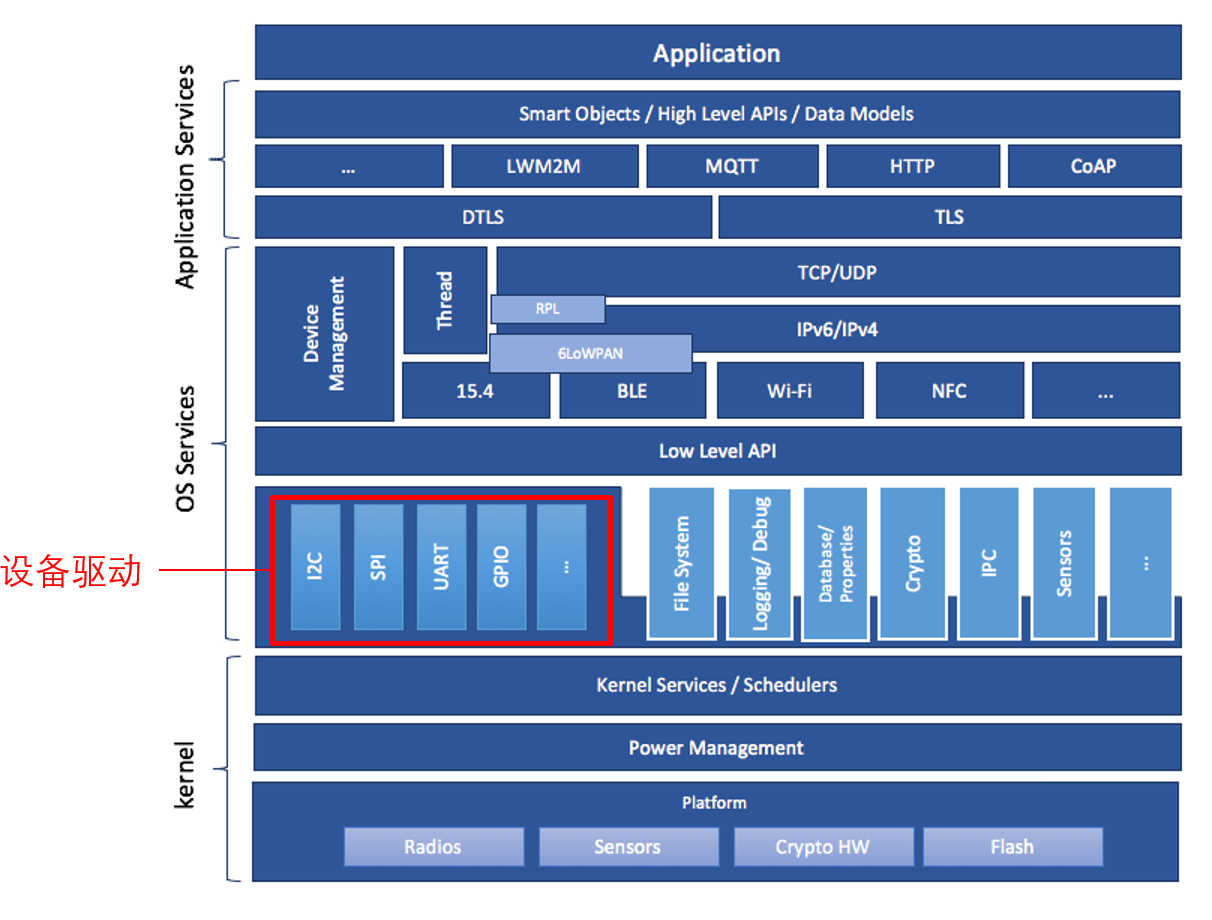 Application
Application Services
Smart Objects / High Level APIs / Data Models
...
LWM2M
MQTT
HTTP
CoAP
DTLS
TLS
OS Services
Device
Management
Thread
TCP/UDP
RPL
IPv6/IPv4
6LoWPAN
15.4
BLE
Wi-Fi
NFC
...
Low Level API
设备驱动
I2C
SPI
UART
GPIO
...
File System
Logging/ Debug
Database/
Properties
Crypto
IPC
Sensors
...
kernel
Kernel Services / Schedulers
Power Management
Platform
Radios
Sensors
Crypto HW
Flash